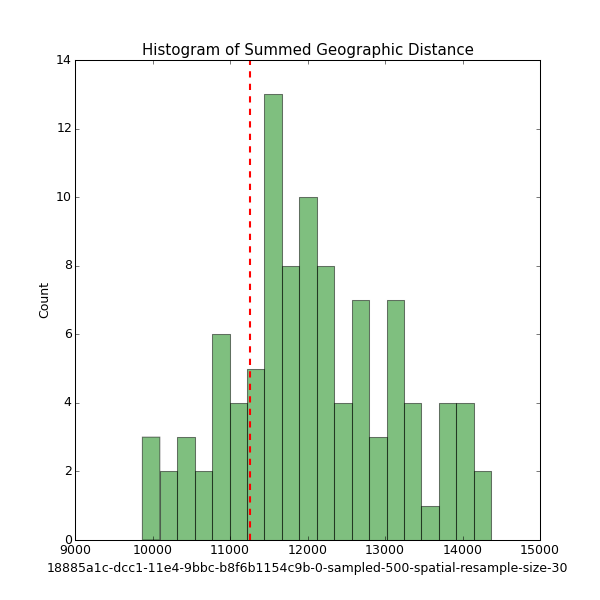 Histogram of Summed Geographic Distance
14
12
10
8
6
4
2
0
Count
9000 10000 11000 12000 13000 14000 15000
18885a1c-dcc1-11e4-9bbc-b8f6b1154c9b-0-sampled-500-spatial-resample-size-30